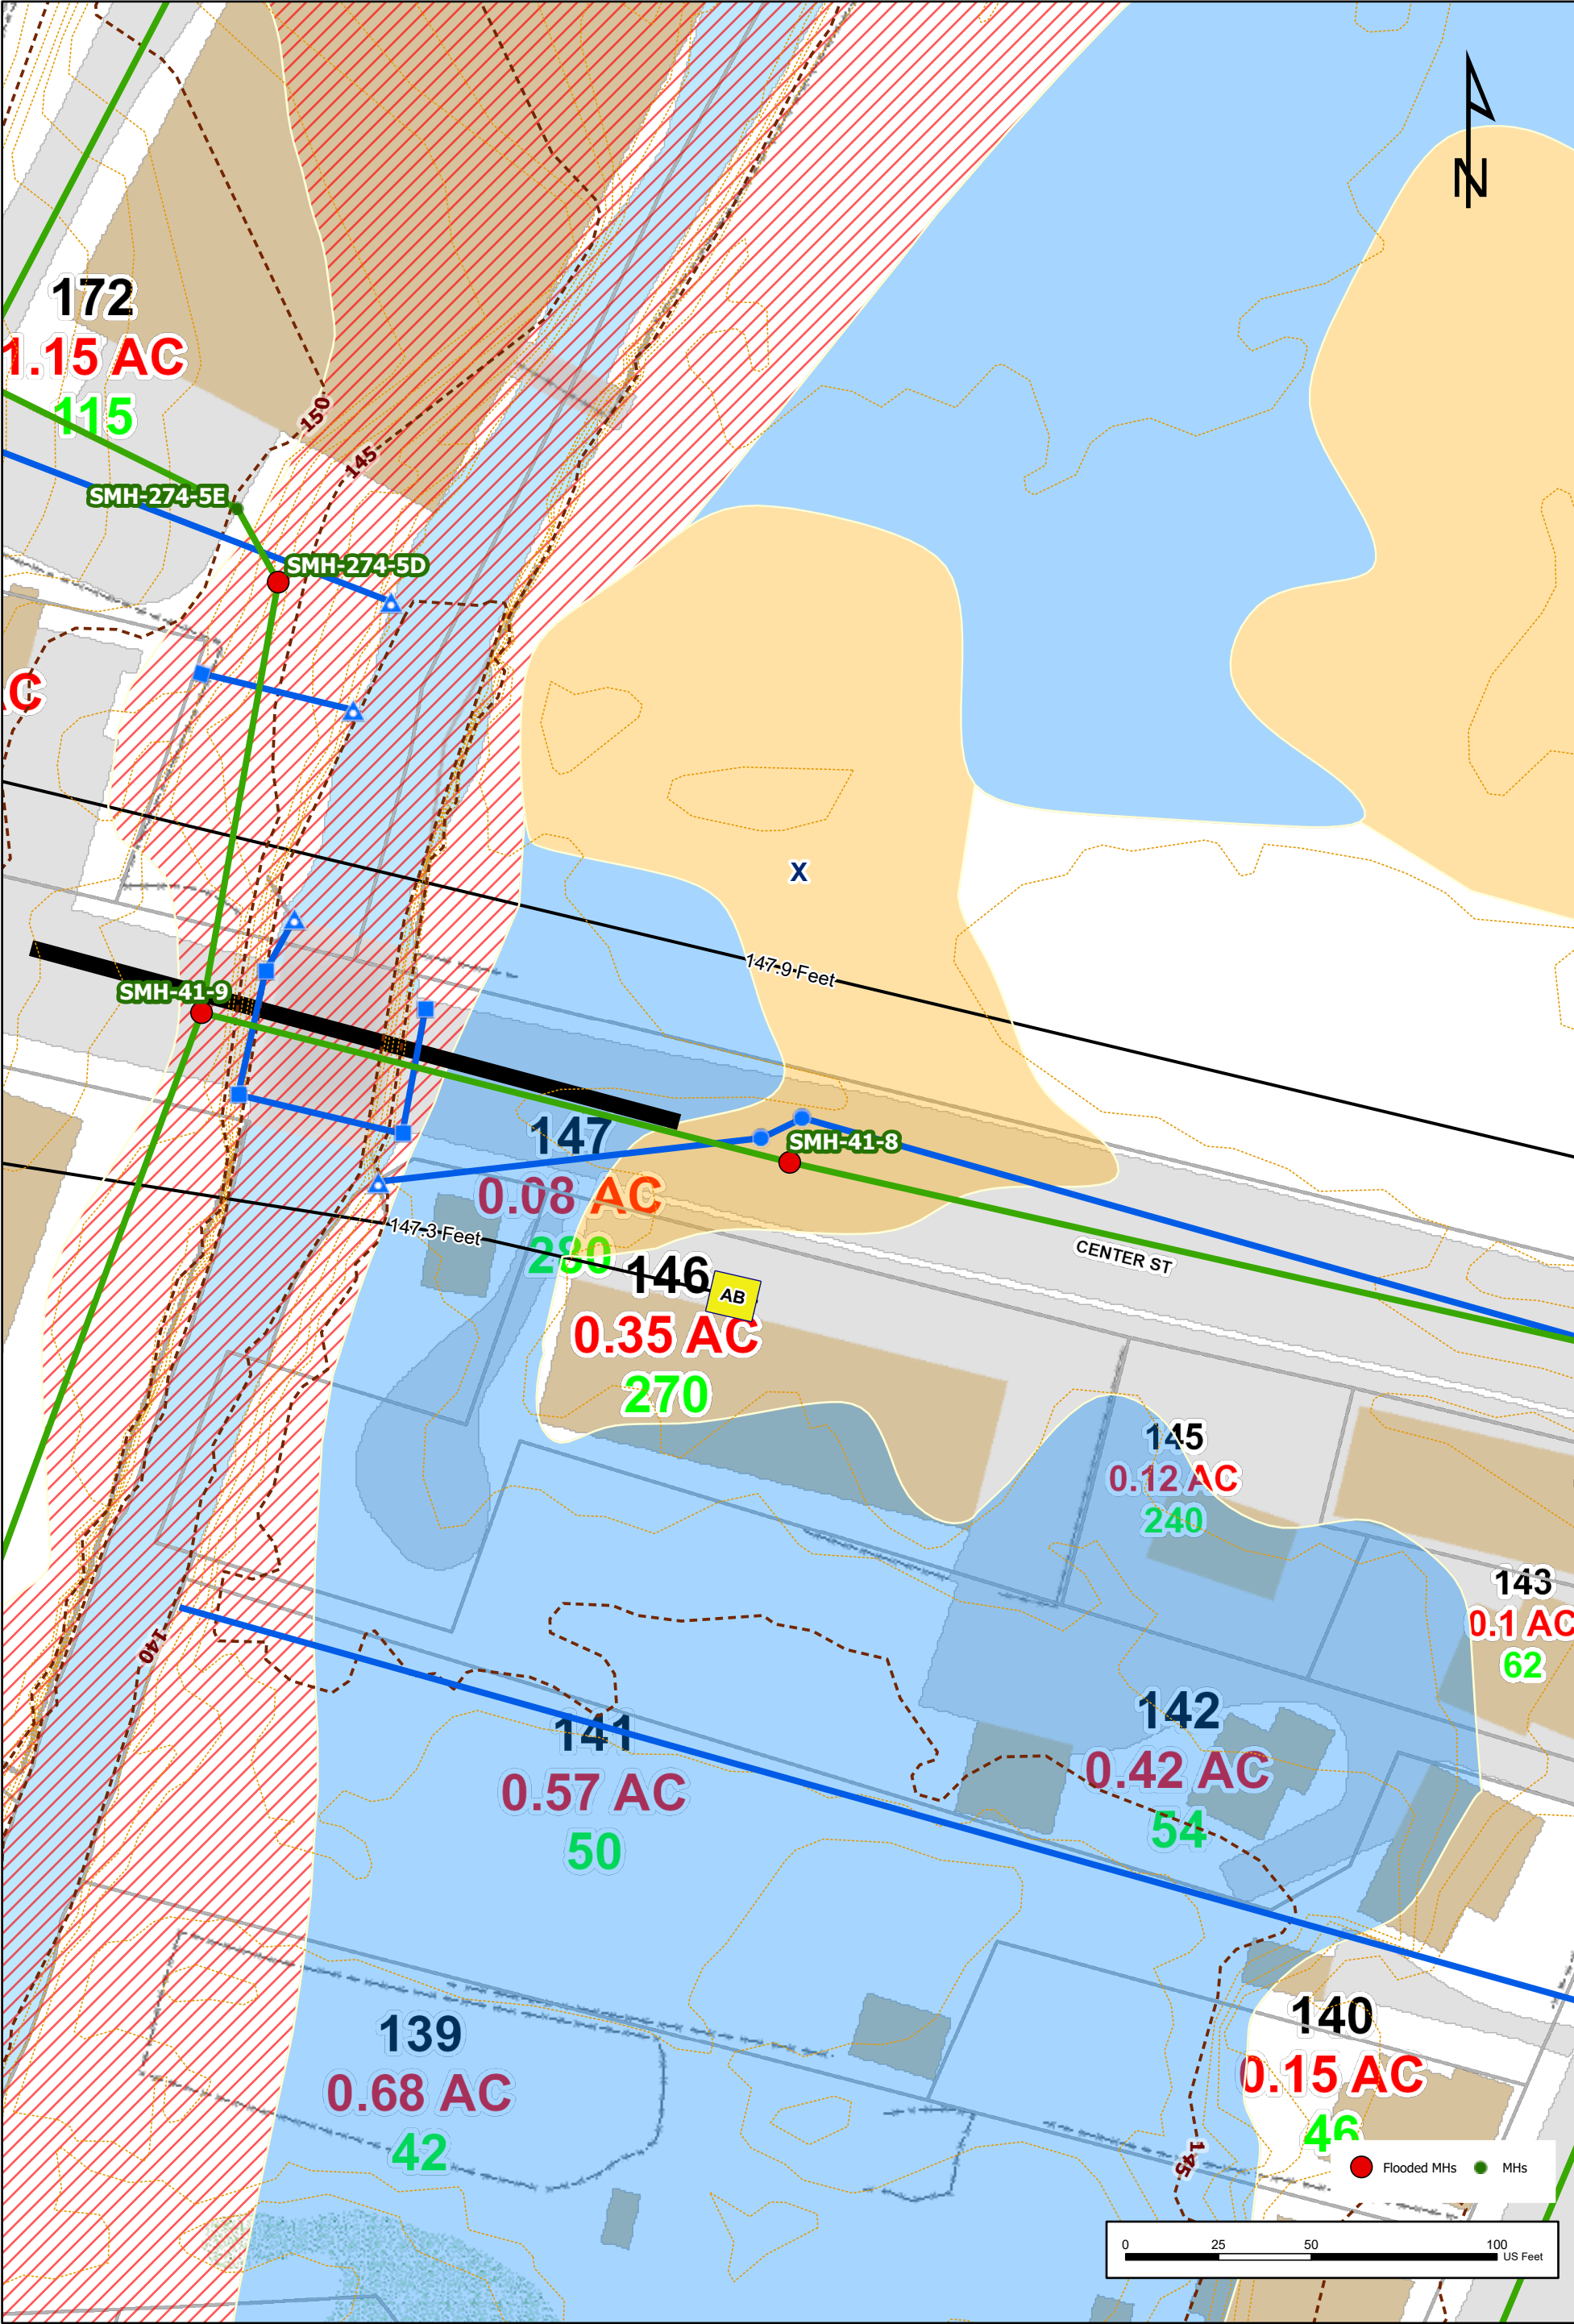 N
172
1.15 AC
115
150
145
SMH-274-5E
SMH-274-5D
C
X
147.9 Feet
SMH-41-9
147
SMH-41-8
0.08 AC
147.3 Feet
280
CENTER ST
146
AB
0.35 AC
270
145
0.12 AC
240
143
0.1 AC
62
140
141
0.57 AC
50
142
0.42 AC
54
139
0.68 AC
42
140
0.15 AC
46
145
Flooded MHs
MHs
0 25 50 100
US Feet